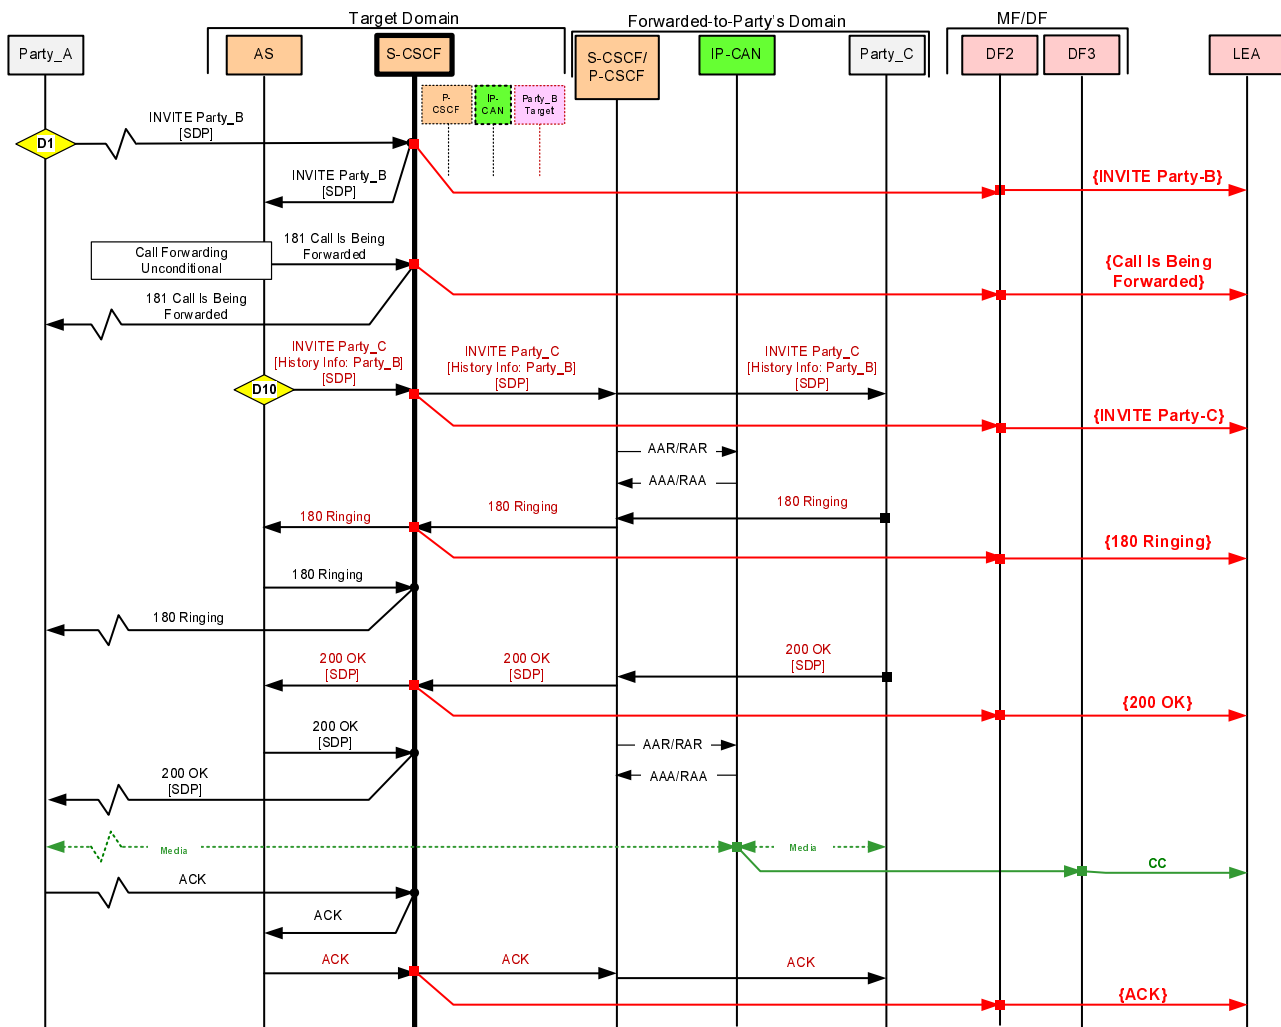 Target Domain
Forwarded-to-Party's Domain
MF/DF
Party_A
AS
S-CSCF
S-CSCF/
P-CSCF
IP-CAN
Party_C
DF2
DF3
LEA
P-
CSCF
IP-
CAN
Party_B
Target
D1
INVITE Party_B
[SDP]
INVITE Party_B
[SDP]
{INVITE Party-B}
Call Forwarding
Unconditional
181 Call Is Being
Forwarded
{Call Is Being
Forwarded}
181 Call Is Being
Forwarded
D10
INVITE Party_C
[History Info: Party_B]
[SDP]
INVITE Party_C
[History Info: Party_B]
[SDP]
INVITE Party_C
[History Info: Party_B]
[SDP]
{INVITE Party-C}
AAR/RAR
AAA/RAA
180 Ringing
180 Ringing
180 Ringing
{180 Ringing}
180 Ringing
180 Ringing
200 OK
[SDP]
200 OK
[SDP]
200 OK
[SDP]
{200 OK}
200 OK
[SDP]
AAR/RAR
200 OK
[SDP]
AAA/RAA
Media
Media
CC
ACK
ACK
ACK
ACK
ACK
{ACK}